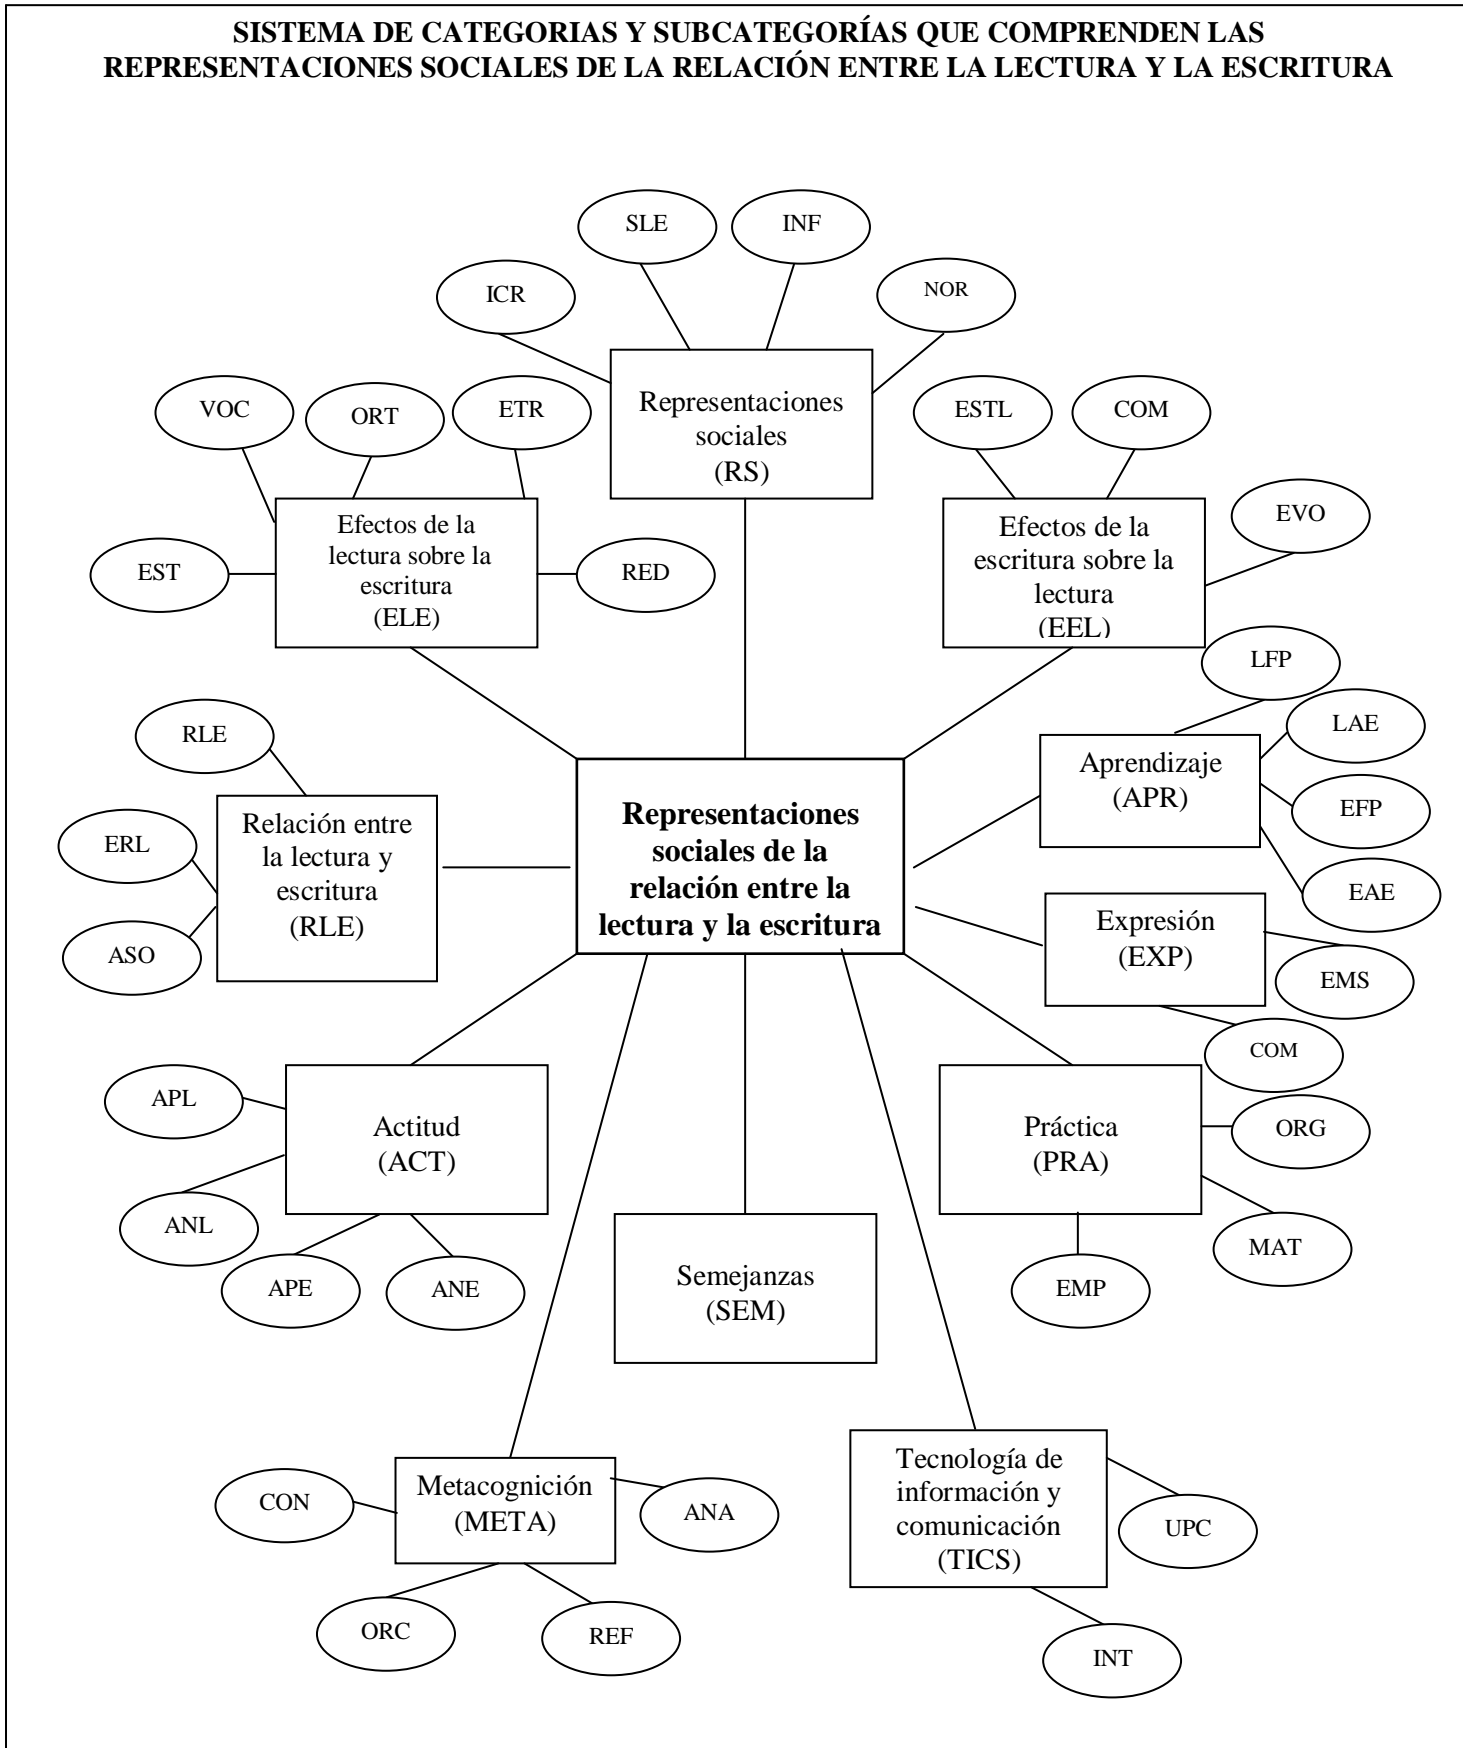 SISTEMA DE CATEGORIAS Y SUBCATEGORÍAS QUE COMPRENDEN LAS
REPRESENTACIONES SOCIALES DE LA RELACIÓN ENTRE LA LECTURA Y LA ESCRITURA
SLE
INF
ICR
NOR
Representaciones
sociales
(RS)
VOC
ORT
ETR
ESTL
COM
Efectos de la
lectura sobre la
escritura
(ELE)
EST
RED
Efectos de la
escritura sobre la
lectura
(EEL)
EVO
LFP
RLE
LAE
Aprendizaje
(APR)
EFP
EAE
Relación entre
la lectura y
escritura
(RLE)
ERL
ASO
Representaciones
sociales de la
relación entre la
lectura y la escritura
Expresión
(EXP)
EMS
COM
APL
Actitud
(ACT)
ANL
APE
ANE
Práctica
(PRA)
ORG
MAT
EMP
Semejanzas
(SEM)
Metacognición
(META)
CON
ANA
ORC
REF
Tecnología de
información y
comunicación
(TICS)
UPC
INT